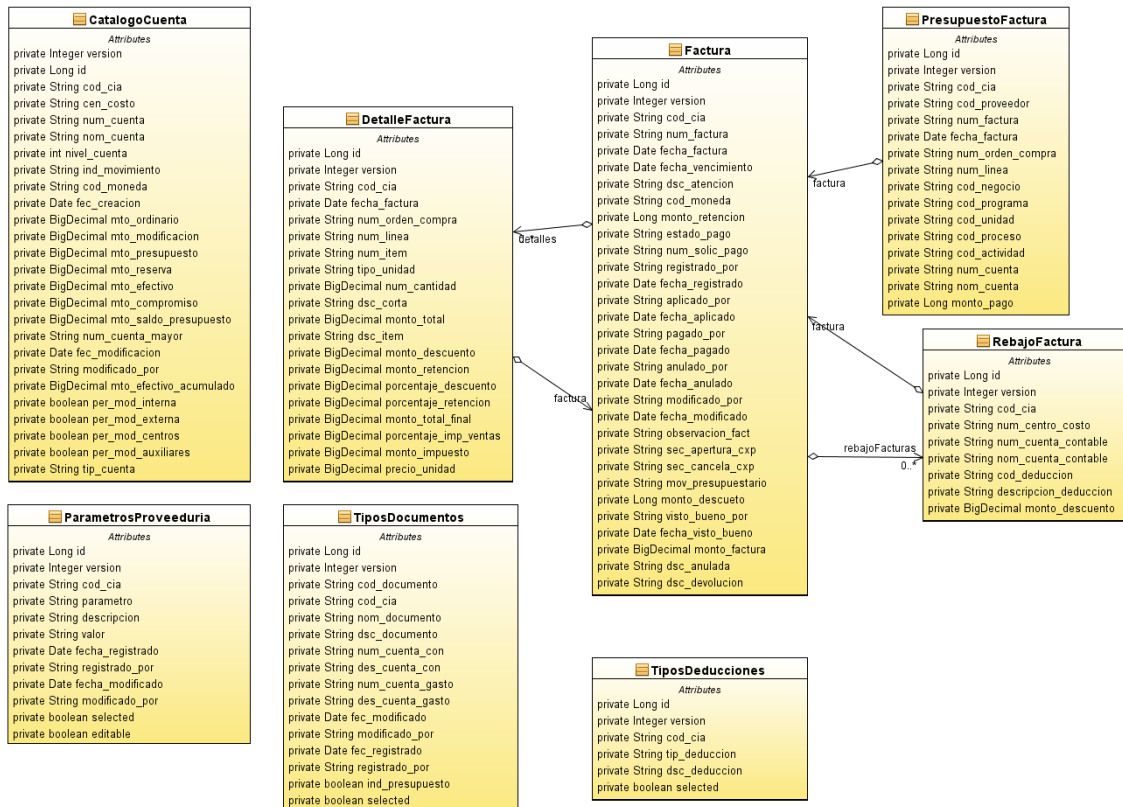 CatalogoCuenta
Attributes
private Integer version
private Long id
private String cod_cia
private String cen_costo
private String num_cuenta
private String nom_cuenta
private int nivel_cuenta
private String ind_movimiento
private String cod_moneda
private Date fec_creacion
private BigDecimal mto_ordinario
private BigDecimal mto_modificacion
private BigDecimal mto_presupuesto
private BigDecimal mto_reserva
private BigDecimal mto_efectivo
private BigDecimal mto_compromiso
private BigDecimal mto_saldo_presupuesto
private String num_cuenta_mayor
private Date fec_modificacion
private String modificado_por
private BigDecimal mto_efectivo_acumulado
private boolean per_mod_interna
private boolean per_mod_externa
private boolean per_mod_centros
private boolean per_mod_auxiliares
private String tip_cuenta
DetalleFactura
Attributes
private Long id
private Integer version
private String cod_cia
private Date fecha_factura
private String num_orden_compra
private String num_linea
private String num_item
private String tipo_unidad
private BigDecimal num_cantidad
private String dsc_corta
private BigDecimal monto_total
private String dsc_item
private BigDecimal monto_descuento
private BigDecimal monto_retencion
private BigDecimal porcentaje_descuento
private BigDecimal porcentaje_retencion
private BigDecimal monto_total_final
private BigDecimal porcentaje_imp_ventas
private BigDecimal monto_impuesto
private BigDecimal precio_unidad
detalles
factura
Factura
Attributes
private Long id
private Integer version
private String cod_cia
private String num_factura
private Date fecha_factura
private Date fecha_vencimiento
private String dsc_atencion
private String cod_moneda
private Long monto_retencion
private String estado_pago
private String num_solic_pago
private String registrado_por
private Date fecha_registrado
private String aplicado_por
private Date fecha_aplicado
private String pagado_por
private Date fecha_pagado
private String anulado_por
private Date fecha_anulado
private String modificado_por
private Date fecha_modificado
private String observacion_fact
private String sec_apertura_cxp
private String sec_cancela_cxp
private String mov_presupuestario
private Long monto_descueto
private String visto_bueno_por
private Date fecha_visto_bueno
private BigDecimal monto_factura
private String dsc_anulada
private String dsc_devolucion
factura
factura
rebajoFacturas
0..*
PresupuestoFactura
Attributes
private Long id
private Integer version
private String cod_cia
private String cod_proveedor
private String num_factura
private Date fecha_factura
private String num_orden_compra
private String num_linea
private String cod_negocio
private String cod_programa
private String cod_unidad
private String cod_proceso
private String cod_actividad
private String num_cuenta
private String nom_cuenta
private Long monto_pago
RebajoFactura
Attributes
private Long id
private Integer version
private String cod_cia
private String num_centro_costo
private String num_cuenta_contable
private String nom_cuenta_contable
private String cod_deduccion
private String descripcion_deduccion
private BigDecimal monto_descuento
ParametrosProveeduria
Attributes
private Long id
private Integer version
private String cod_cia
private String parametro
private String descripcion
private String valor
private Date fecha_registrado
private String registrado_por
private Date fecha_modificado
private String modificado_por
private boolean selected
private boolean editable
TiposDocumentos
Attributes
private Long id
private Integer version
private String cod_documento
private String cod_cia
private String nom_documento
private String dsc_documento
private String num_cuenta_con
private String des_cuenta_con
private String num_cuenta_gasto
private String des_cuenta_gasto
private Date fec_modificado
private String modificado_por
private Date fec_registrado
private String registrado_por
private boolean ind_presupuesto
private boolean selected
TiposDeducciones
Attributes
private Long id
private Integer version
private String cod_cia
private String tip_deduccion
private String dsc_deduccion
private boolean selected